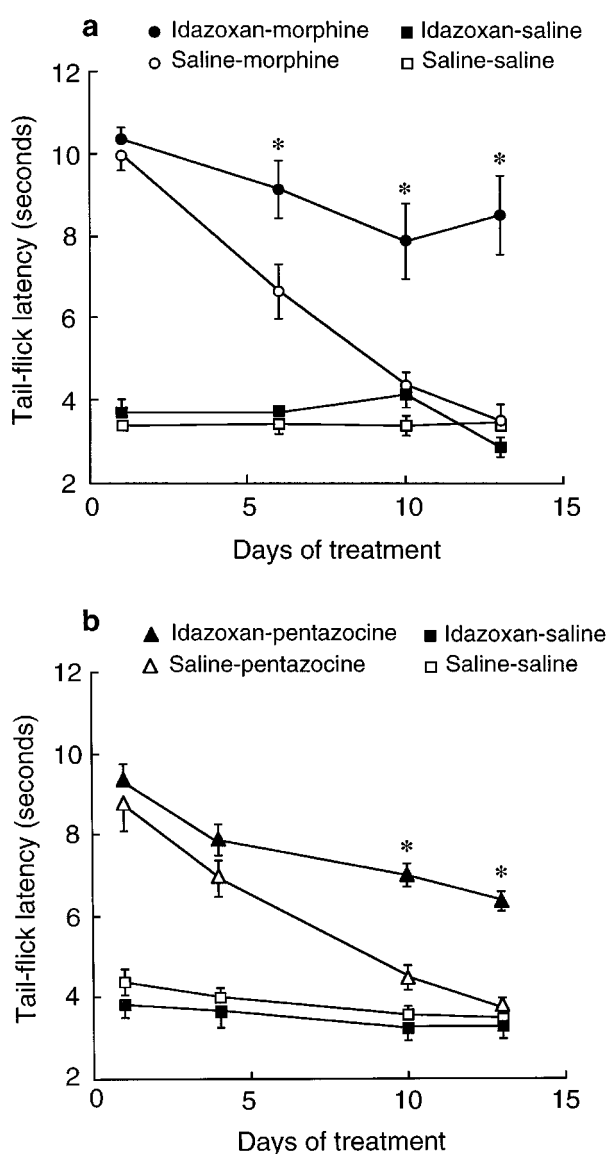 a
Idazoxan-morphine Idazoxan-saline
Saline-morphine Saline-saline
12
10
8
6
4
2
* * *
0 5 10 15
Tail-flick latency (seconds)
Days of treatment
b
Idazoxan-pentazocine Idazoxan-saline
Saline-pentazocine Saline-saline
12
10
8
6
4
2
* *
0 5 10 15
Tail-flick latency (seconds)
Days of treatment